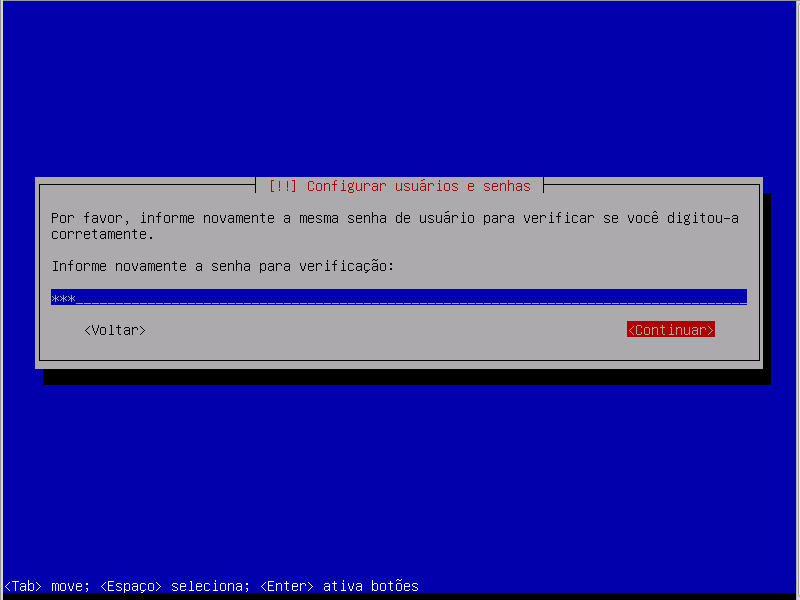 [!!] Configurar usuários e senhas
Por favor, informe novamente a mesma senha de usuário para verificar se você digitou-a
corretamente.
Informe novamente a senha para verificação:
***
<Voltar> <Continuar>
<Tab> move; <Espaço> seleciona; <Enter> ativa botões